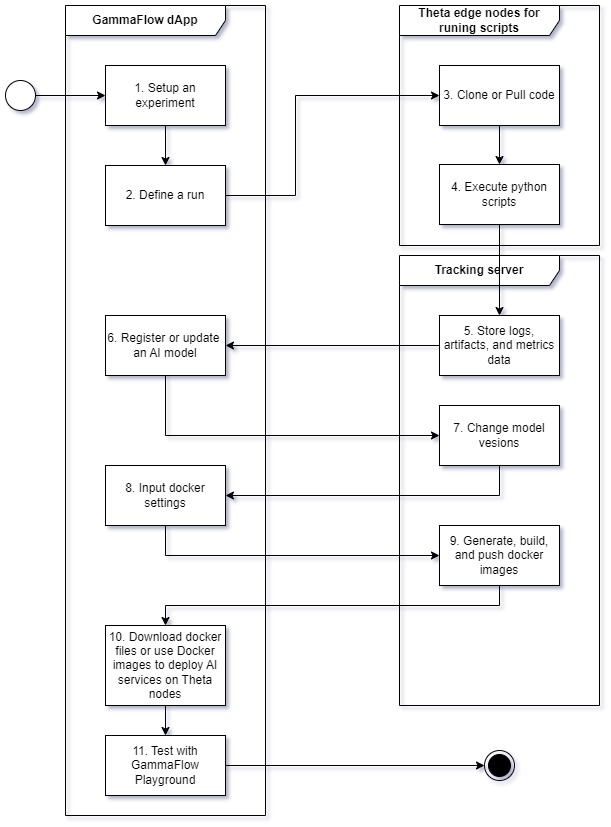 GammaFlow dApp
Theta edge nodes for
runing scripts
1. Setup an
experiment
3. Clone or Pull code
2. Define a run
4. Execute python
scripts
Tracking server
6. Register or update
an AI model
5. Store logs,
artifacts, and metrics
data
7. Change model
vesions
8. Input docker
settings
9. Generate, build,
and push docker
images
10. Download docker
files or use Docker
images to deploy AI
services on Theta
nodes
11. Test with
GammaFlow
Playground